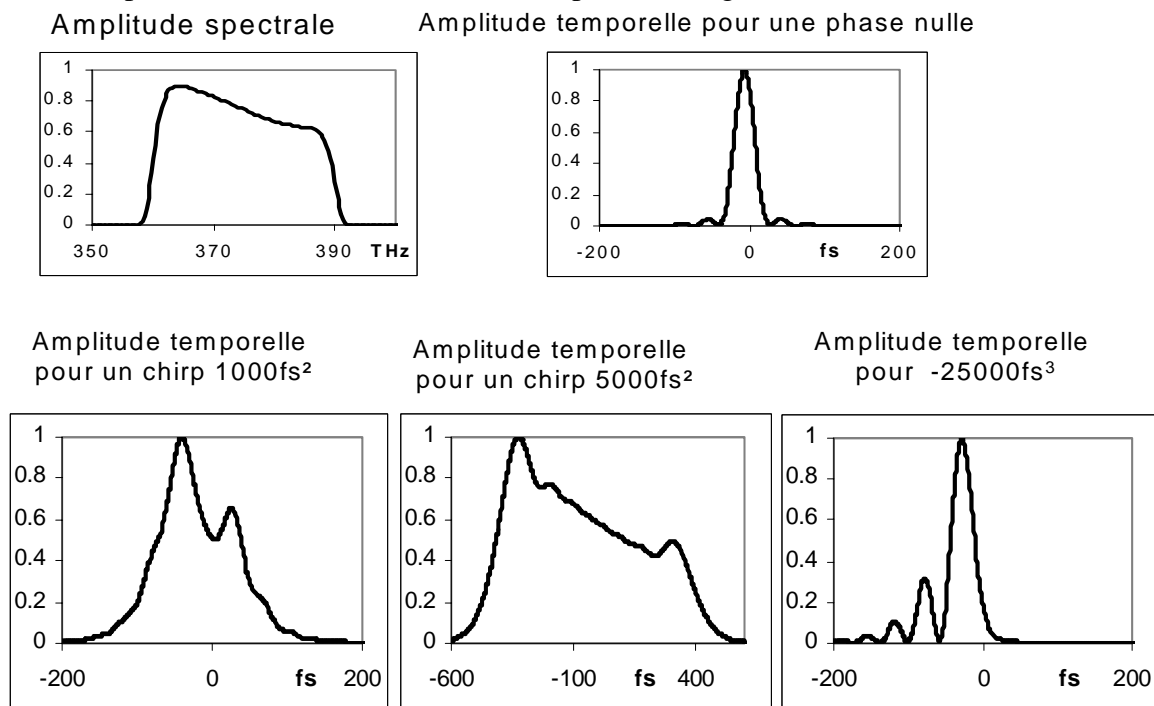 Amplitude spectrale
Amplitude temporelle pour une phase nulle
1
0.8
0.6
0.4
0.2
0
350 370 390 THz
1
0.8
0.6
0.4
0.2
0
-200 0 fs 200
Amplitude temporelle
pour un chirp 1000fs²
Amplitude temporelle
pour un chirp 5000fs²
Amplitude temporelle
pour -25000fs³
1
0.8
0.6
0.4
0.2
0
-200 0 fs 200
1
0.8
0.6
0.4
0.2
0
-600 -100 fs 400
1
0.8
0.6
0.4
0.2
0
-200 0 fs 200